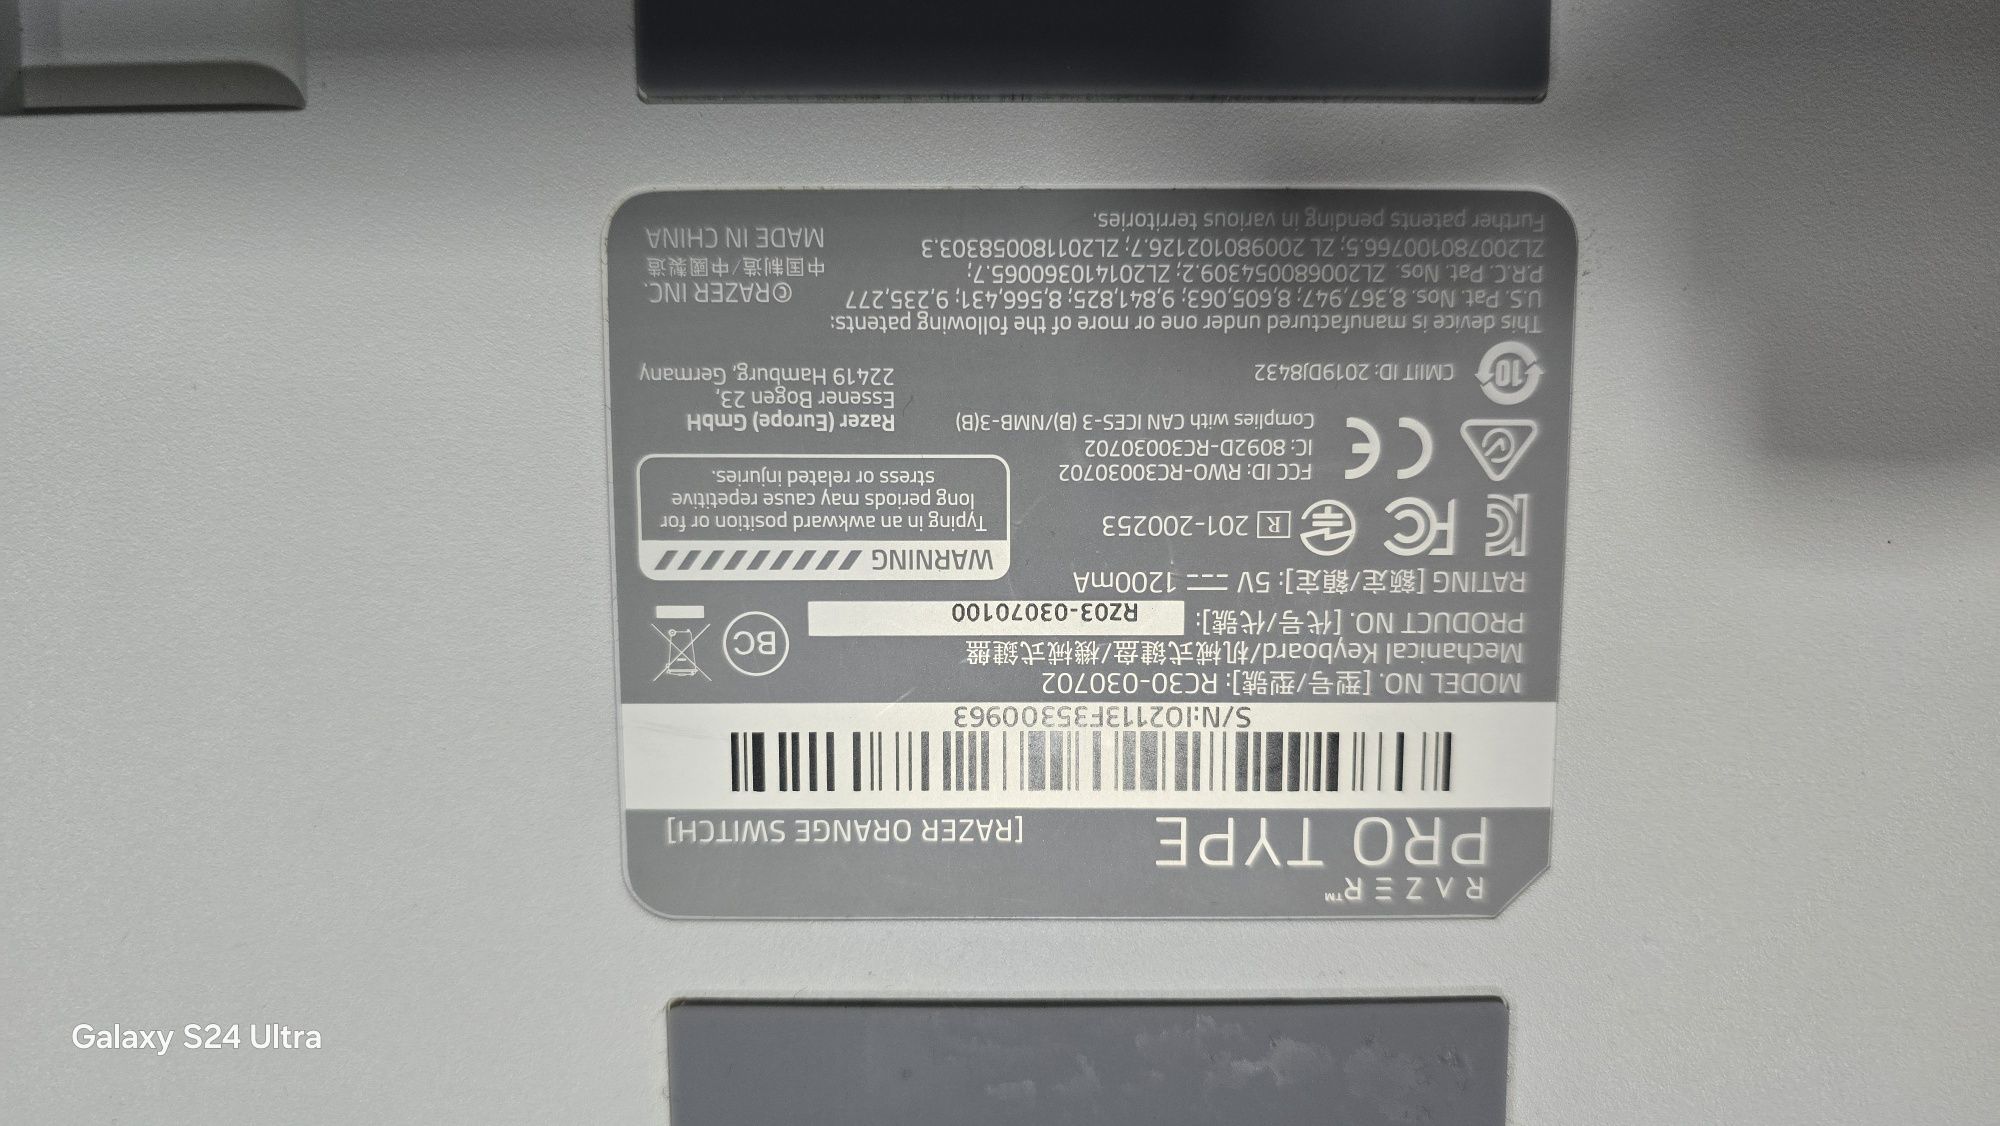 RAZER™
PRO TYPE
[RAZER ORANGE SWITCH]
S/N:IO2113F35300963
MODEL NO. [型号/型號]: RC30-030702
Mechanical Keyboard/机械式键盘/機械式鍵盤
PRODUCT NO. [代号/代號]:
RZ03-03070100
RATING [额定/額定]: 5V 1200mA
BC
R 201-200253
WARNING
Typing in an awkward position or for
long periods may cause repetitive
stress or related injuries.
FCC ID: RWO-RC30030702
IC: 8092D-RC30030702
Complies with CAN ICES-3 (B)/NMB-3(B)
10
CMIIT ID: 2019DJ8432
Razer (Europe) GmbH
Essener Bogen 23,
22419 Hamburg, Germany
This device is manufactured under one or more of the following patents:
U.S. Pat. Nos. 8,367,947; 8,605,063; 9,841,825; 8,566,431; 9,235,277
P.R.C. Pat. Nos. ZL200680054309.2; ZL201410360065.7;
ZL200780100766.5; ZL 200980102126.7; ZL201180058303.3
Further patents pending in various territories.
©RAZER INC.
中国制造/中國製造
MADE IN CHINA
Galaxy S24 Ultra